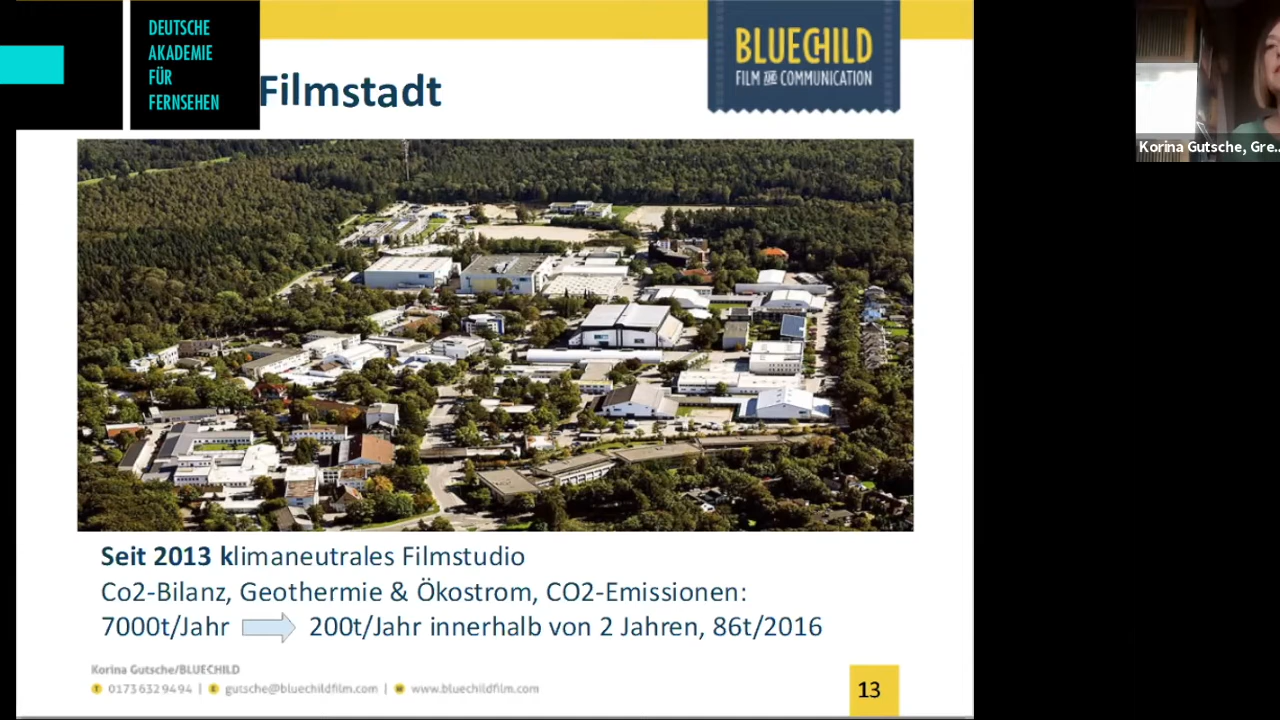 DEUTSCHE
AKADEMIE
FÜR
FERNSEHEN
Filmstadt
BLUECHILD
FILM AND COMMUNICATION
Korina Gutsche, Gre...
Seit 2013 klimaneutrales Filmstudio
Co2-Bilanz, Geothermie & Ökostrom, CO2-Emissionen:
7000t/Jahr 200t/Jahr innerhalb von 2 Jahren, 86t/2016
Korina Gutsche/BLUECHILD
T 01736329494 | E gutsche@bluechildfilm.com | W www.bluechildfilm.com
13